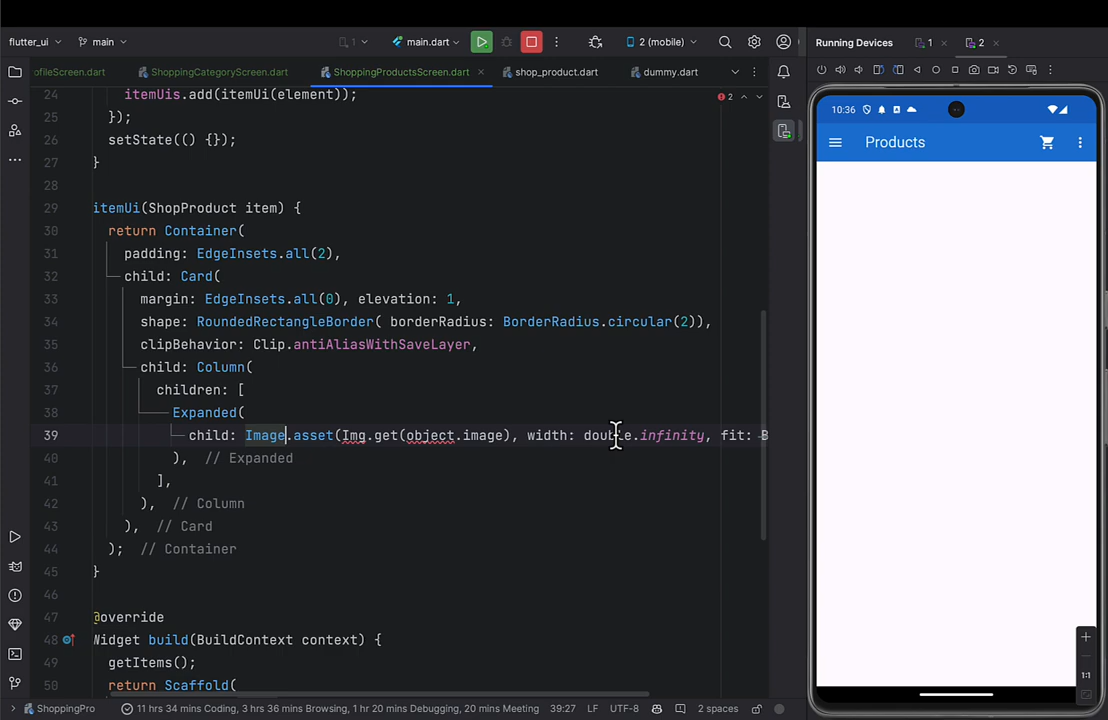 flutter_ui main 1 main.dart 2 (mobile) Running Devices 1 2
ofileScreen.dart ShoppingCategoryScreen.dart ShoppingProductsScreen.dart shop_product.dart dummy.dart
24 itemUis.add(itemUi(element)); 2
25 });
26 setState(() {});
27 }
28
29 itemUi(ShopProduct item) {
30 return Container(
31 padding: EdgeInsets.all(2),
32 child: Card(
33 margin: EdgeInsets.all(0), elevation: 1,
34 shape: RoundedRectangleBorder( borderRadius: BorderRadius.circular(2)),
35 clipBehavior: Clip.antiAliasWithSaveLayer,
36 child: Column(
37 children: [
38 Expanded(
39 child: Image.asset(Img.get(object.image), width: double.infinity, fit: B
40 ), // Expanded
41 ],
42 ), // Column
43 ), // Card
44 ); // Container
45 }
46
47 @override
48 Widget build(BuildContext context) {
49 getItems();
50 return Scaffold(
ShoppingPro 11 hrs 34 mins Coding, 3 hrs 36 mins Browsing, 1 hr 20 mins Debugging, 20 mins Meeting 39:27 LF UTF-8 2 spaces
10:36
Products
1:1